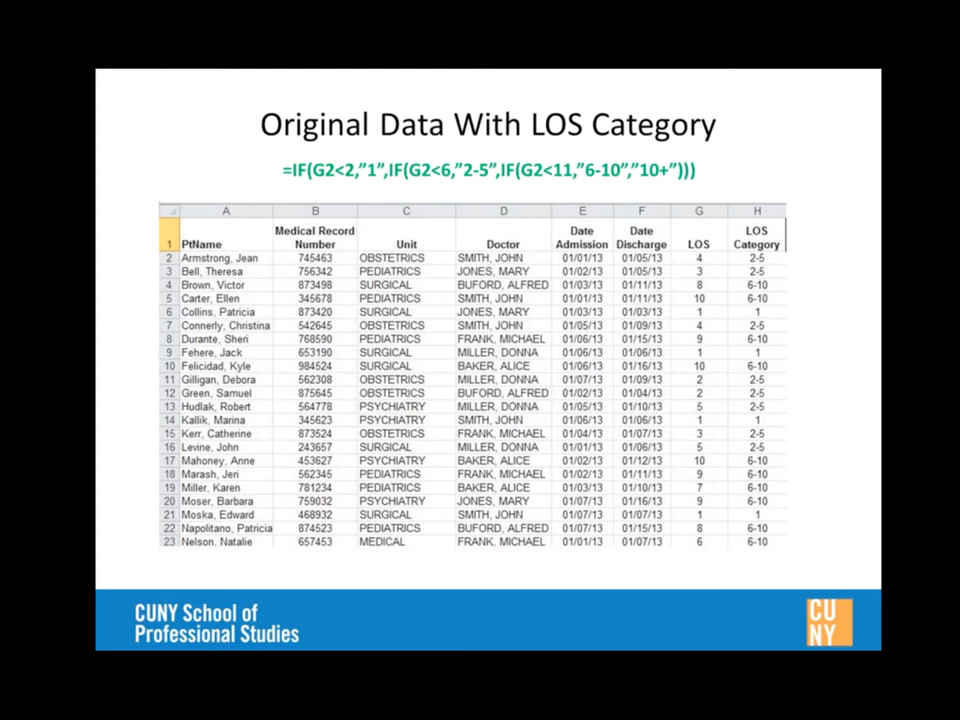 Original Data With LOS Category
=IF(G2<2,”1”,IF(G2<6,”2-5”,IF(G2<11,”6-10”,”10+”)))
A B C D E F G H
Medical Record Date Date LOS
1 PtName Number Unit Doctor Admission Discharge LOS Category
2 Armstrong, Jean 745463 OBSTETRICS SMITH, JOHN 01/01/13 01/05/13 4 2-5
3 Bell, Theresa 756342 PEDIATRICS JONES, MARY 01/02/13 01/05/13 3 2-5
4 Brown, Victor 873498 SURGICAL BUFORD, ALFRED 01/03/13 01/11/13 8 6-10
5 Carter, Ellen 345678 PEDIATRICS SMITH, JOHN 01/01/13 01/11/13 10 6-10
6 Collins, Patricia 873420 SURGICAL JONES, MARY 01/03/13 01/03/13 1 1
7 Connerly, Christina 542645 OBSTETRICS SMITH, JOHN 01/05/13 01/09/13 4 2-5
8 Durante, Sheri 768590 PEDIATRICS FRANK, MICHAEL 01/06/13 01/15/13 9 6-10
9 Fehere, Jack 653190 SURGICAL MILLER, DONNA 01/06/13 01/06/13 1 1
10 Felicidad, Kyle 984524 SURGICAL BAKER, ALICE 01/06/13 01/16/13 10 6-10
11 Gilligan, Debora 562308 OBSTETRICS MILLER, DONNA 01/07/13 01/09/13 2 2-5
12 Green, Samuel 875645 OBSTETRICS BUFORD, ALFRED 01/02/13 01/04/13 2 2-5
13 Hudlak, Robert 564778 PSYCHIATRY MILLER, DONNA 01/05/13 01/10/13 5 2-5
14 Kallik, Marina 345623 PSYCHIATRY SMITH, JOHN 01/06/13 01/06/13 1 1
15 Kerr, Catherine 873524 OBSTETRICS FRANK, MICHAEL 01/04/13 01/07/13 3 2-5
16 Levine, John 243657 SURGICAL MILLER, DONNA 01/01/13 01/06/13 5 2-5
17 Mahoney, Anne 453627 PSYCHIATRY BAKER, ALICE 01/02/13 01/12/13 10 6-10
18 Marash, Jeri 562345 PEDIATRICS FRANK, MICHAEL 01/02/13 01/11/13 9 6-10
19 Miller, Karen 781234 PEDIATRICS BAKER, ALICE 01/03/13 01/10/13 7 6-10
20 Moser, Barbara 759032 PSYCHIATRY JONES, MARY 01/07/13 01/16/13 9 6-10
21 Moska, Edward 468932 SURGICAL SMITH, JOHN 01/07/13 01/07/13 1 1
22 Napolitano, Patricia 874523 PEDIATRICS BUFORD, ALFRED 01/07/13 01/15/13 8 6-10
23 Nelson, Natalie 657453 MEDICAL FRANK, MICHAEL 01/01/13 01/07/13 6 6-10
CUNY School of
Professional Studies
CU
NY